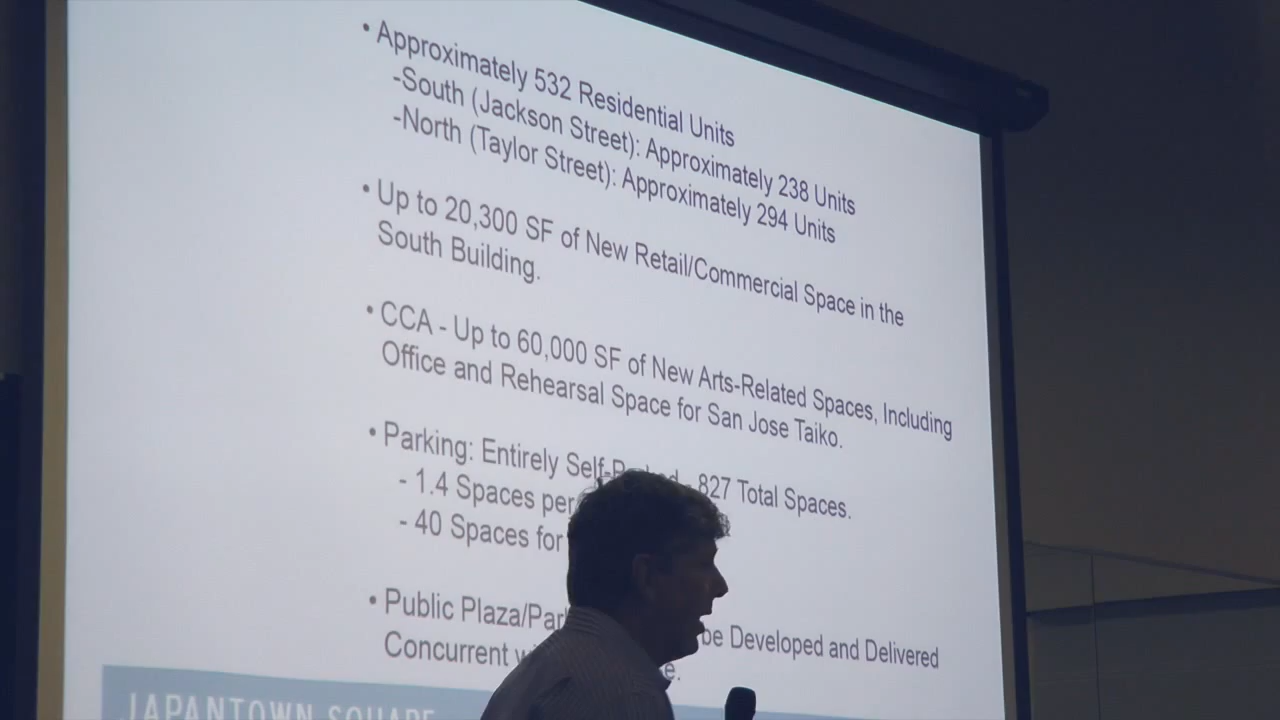 • Approximately 532 Residential Units
-South (Jackson Street): Approximately 238 Units
-North (Taylor Street): Approximately 294 Units
• Up to 20,300 SF of New Retail/Commercial Space in the
South Building.
• CCA - Up to 60,000 SF of New Arts-Related Spaces, Including
Office and Rehearsal Space for San Jose Taiko.
• Parking: Entirely Self-Parked - 827 Total Spaces.
- 1.4 Spaces per
- 40 Spaces for
• Public Plaza/Par be Developed and Delivered
Concurrent w e.
JAPANTOWN SQUARE